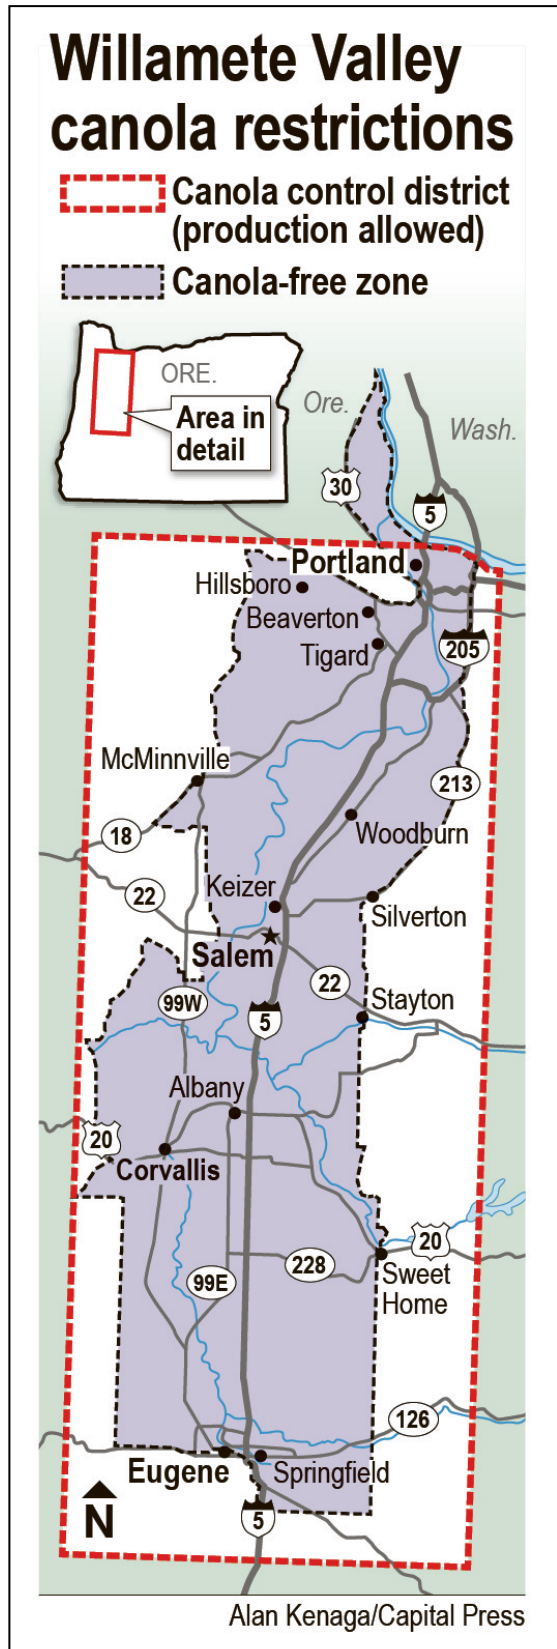 Willamete Valley
canola restrictions
Canola control district
(production allowed)
Canola-free zone
ORE.
Area in
detail
Ore.
Wash.
30
5
Portland
Hillsboro
Beaverton
Tigard
205
McMinnville
213
18
Woodburn
22
Keizer
Silverton
Salem
22
99W
5
Stayton
Albany
20
Corvallis
20
228
Sweet
Home
99E
126
Eugene
Springfield
N
5
Alan Kenaga/Capital Press